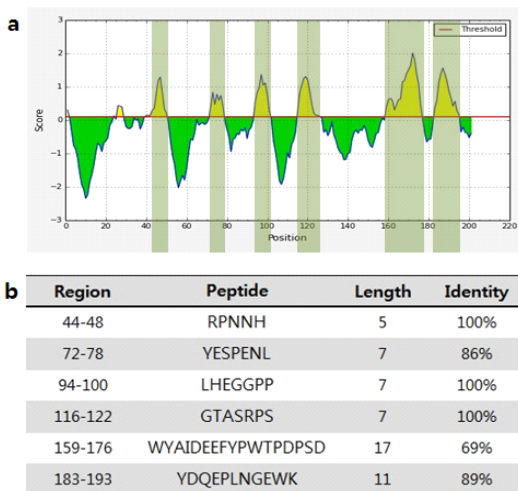 a
Threshold
3
2
1
0
−1
−2
−3
Score
0 20 40 60 80 100 120 140 160 180 200 220
Position
b
Region Peptide Length Identity
44-48 RPNNH 5 100%
72-78 YESPENL 7 86%
94-100 LHEGGPP 7 100%
116-122 GTASRPS 7 100%
159-176 WYAIDEEFYPWTPDPSD 17 69%
183-193 YDQEPLNGEWK 11 89%